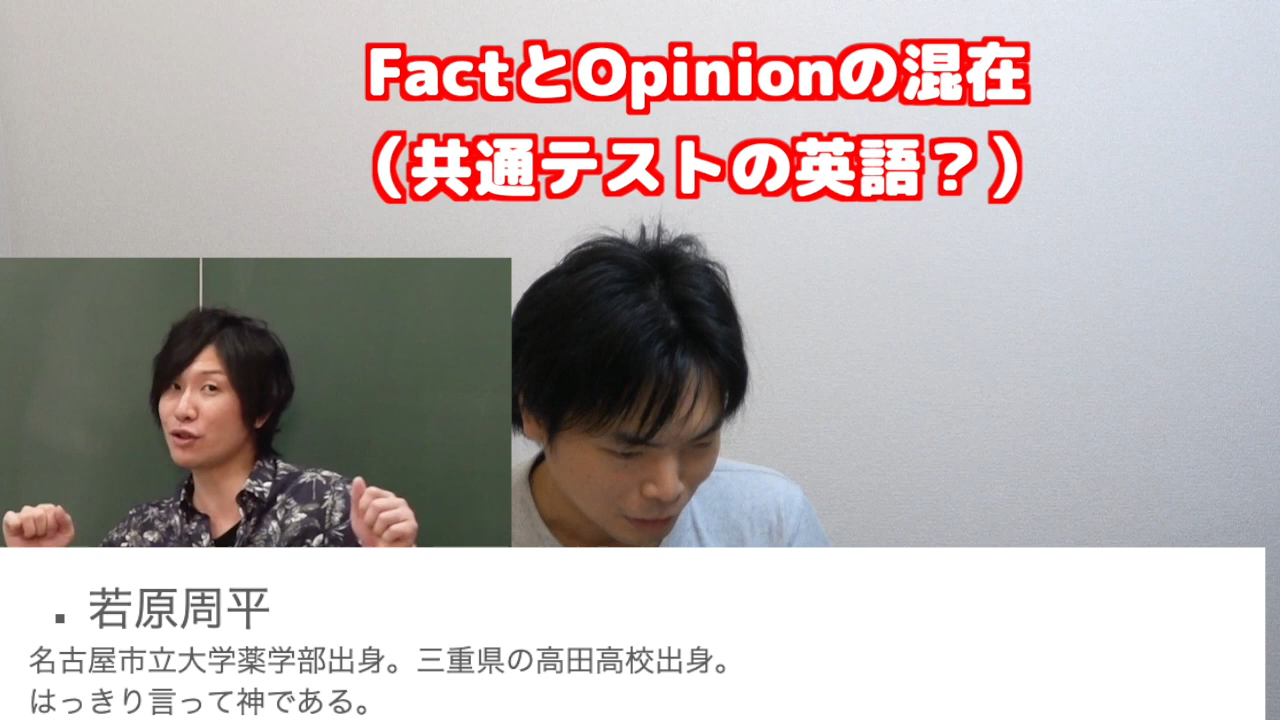 FactとOpinionの混在
（共通テストの英語？）
▪ 若原周平
名古屋市立大学薬学部出身。三重県の高田高校出身。
はっきり言って神である。